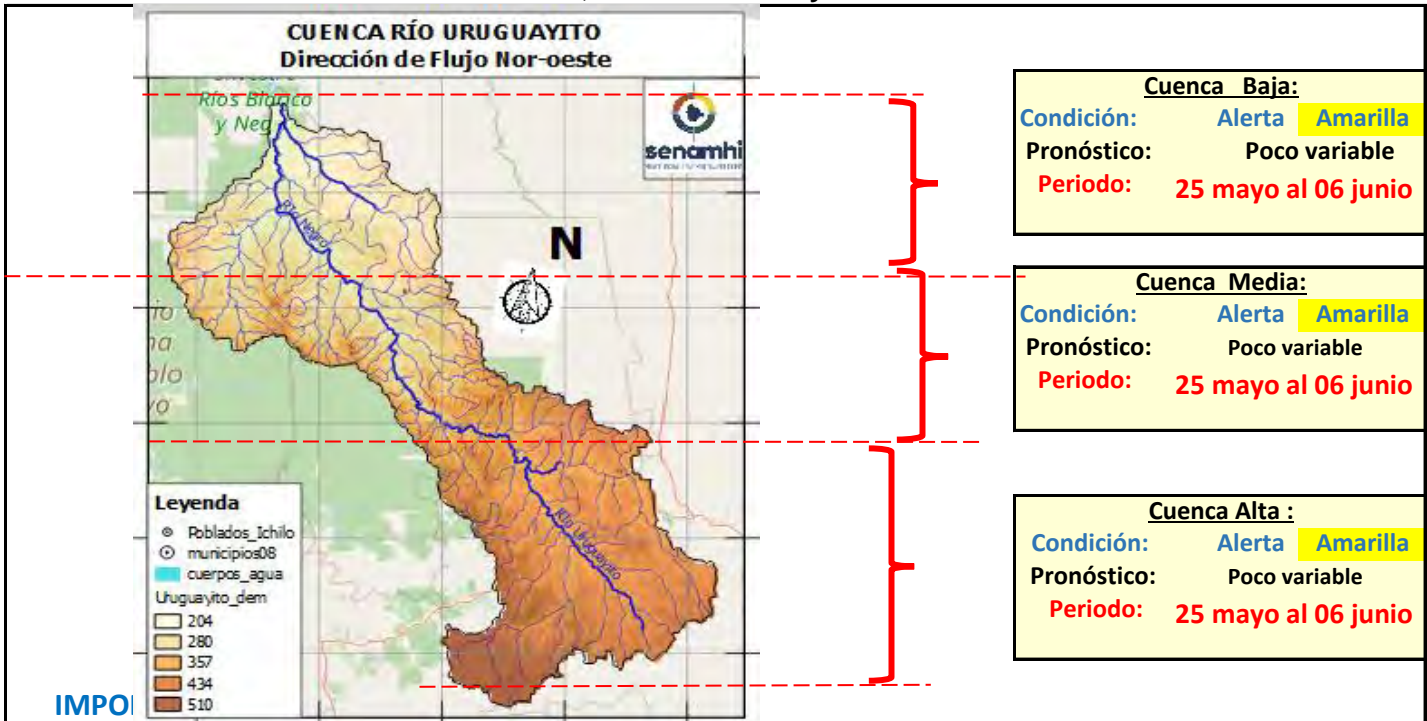 CUENCA RÍO URUGUAYITO
Dirección de Flujo Nor-oeste
Ríos Blanco
y Neg
senamhi
Río Negro
N
Río Uruguayito
Leyenda
Poblados_Ichilo
municipios08
cuerpos_agua
Uruguayito_dem
204
280
357
434
510
IMPO
Cuenca Baja:
Condición: Alerta Amarilla
Pronóstico: Poco variable
Periodo: 25 mayo al 06 junio
Cuenca Media:
Condición: Alerta Amarilla
Pronóstico: Poco variable
Periodo: 25 mayo al 06 junio
Cuenca Alta :
Condición: Alerta Amarilla
Pronóstico: Poco variable
Periodo: 25 mayo al 06 junio